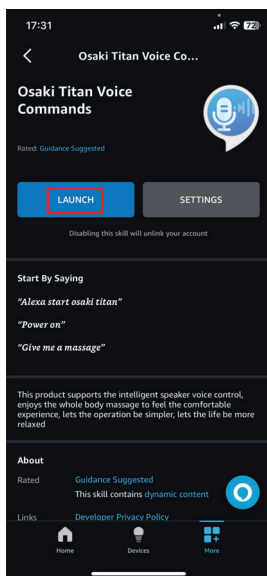 17:31
72
Osaki Titan Voice Co...
Osaki Titan Voice
Commands
Rated: Guidance Suggested
LAUNCH
SETTINGS
Disabling this skill will unlink your account
Start By Saying
“Alexa start osaki titan”
“Power on”
“Give me a massage”
This product supports the intelligent speaker voice control,
enjoys the whole body massage to feel the comfortable
experience, lets the operation be simpler, lets the life be more
relaxed
About
Rated Guidance Suggested
This skill contains dynamic content
Links Developer Privacy Policy
Home Devices More